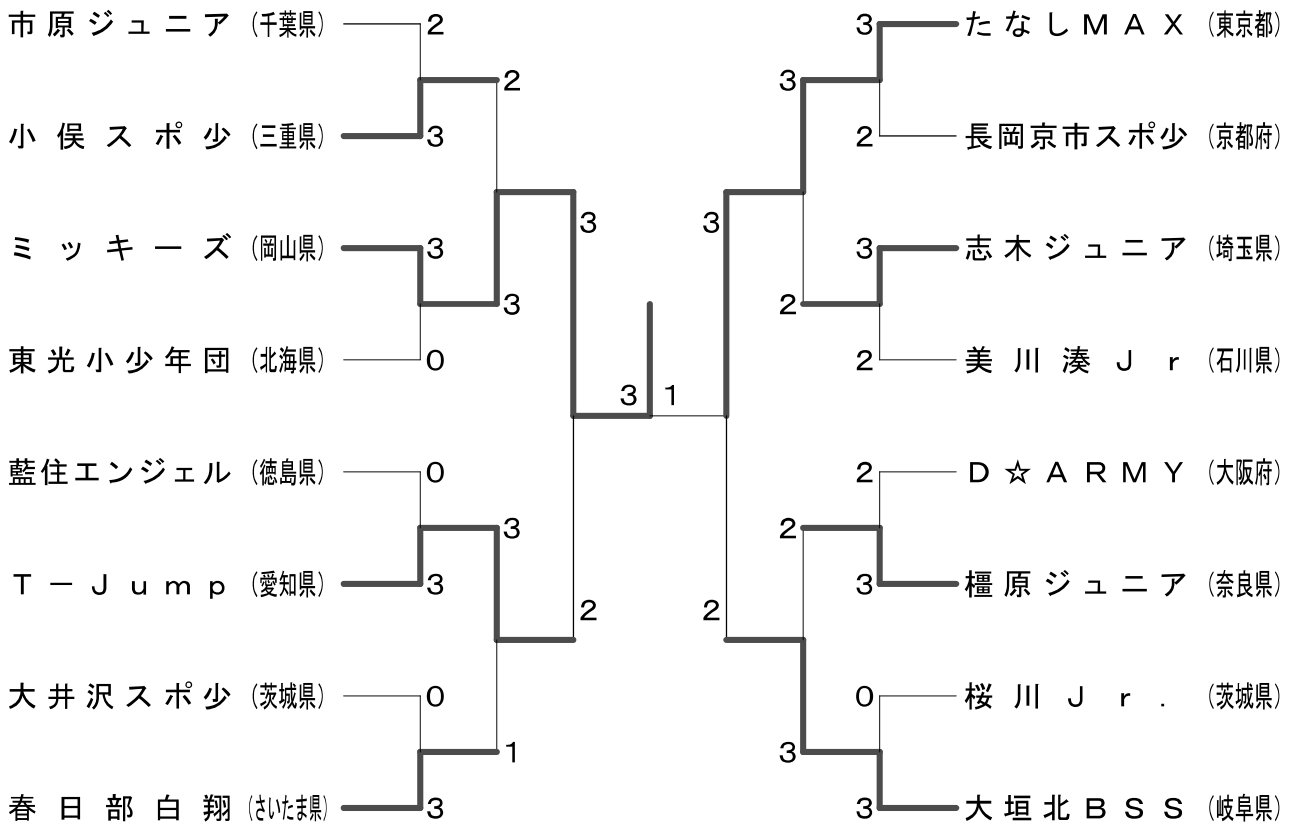 市原ジュニア (千葉県) 2
2
小俣スポ少 (三重県) 3
3
ミッキーズ (岡山県) 3
3
東光小少年団 (北海県) 0
藍住エンジェル (徳島県) 0
3
T－Jump (愛知県) 3
2
大井沢スポ少 (茨城県) 0
1
春日部白翔 (さいたま県) 3
3 1
3 たなしMAX (東京都)
3
2 長岡京市スポ少 (京都府)
3
3 志木ジュニア (埼玉県)
2
2 美川湊Jr (石川県)
2 D☆ARMY (大阪府)
2
3 橿原ジュニア (奈良県)
2
0 桜川Jr. (茨城県)
3
3 大垣北BSS (岐阜県)